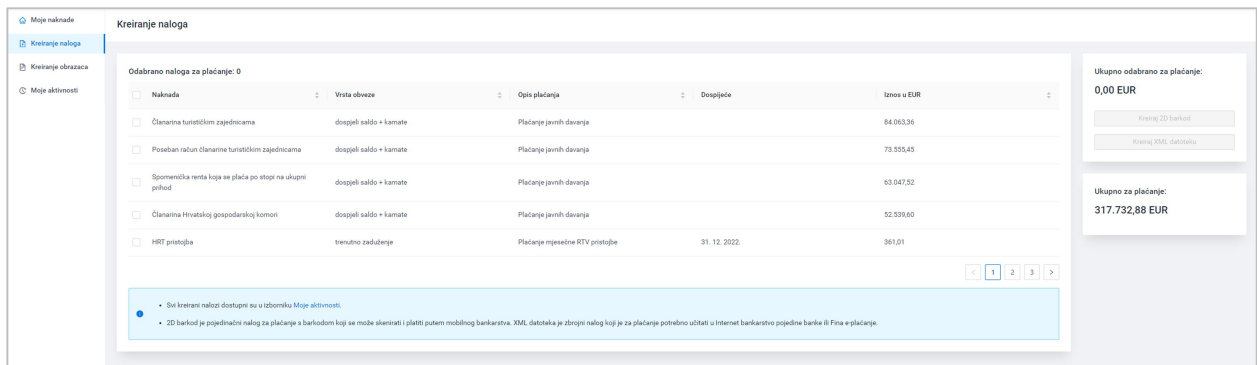 Moje naknade
Kreiranje naloga
Kreiranje obrazaca
Moje aktivnosti
Kreiranje naloga
Odabrano naloga za plaćanje: 0
Naknada Vrsta obveze Opis plaćanja Dospijeće Iznos u EUR
Članarina turističkim zajednicama dospjeli saldo + kamate Plaćanje javnih davanja 84.063,36
Poseban račun članarine turističkim zajednicama dospjeli saldo + kamate Plaćanje javnih davanja 73.555,45
Spomenička renta koja se plaća po stopi na ukupni
prihod dospjeli saldo + kamate Plaćanje javnih davanja 63.047,52
Članarina Hrvatskoj gospodarskoj komori dospjeli saldo + kamate Plaćanje javnih davanja 52.539,60
HRT pristojba trenutno zaduženje Plaćanje mjesečne RTV pristojbe 31. 12. 2022. 361,01
< 1 2 3 >
• Svi kreirani nalozi dostupni su u izborniku Moje aktivnosti.
• 2D barkod je pojedinačni nalog za plaćanje s barkodom koji se može skenirati i platiti putem mobilnog bankarstva. XML datoteka je zbrojni nalog koji je za plaćanje potrebno učitati u Internet bankarstvo pojedine banke ili Fina e-plaćanje.
Ukupno odabrano za plaćanje:
0,00 EUR
Kreiraj 2D barkod
Kreiraj XML datoteku
Ukupno za plaćanje:
317.732,88 EUR